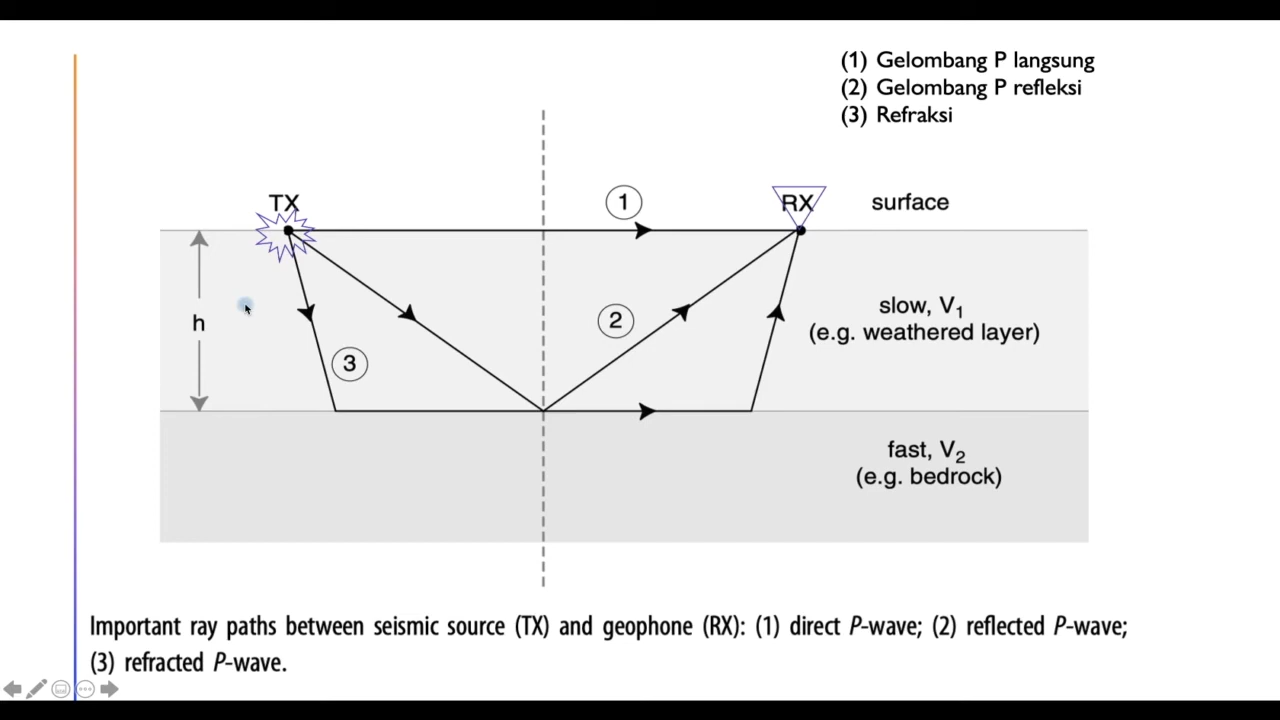 (1) Gelombang P langsung
(2) Gelombang P refleksi
(3) Refraksi
TX
1
RX
surface
h
slow, V₁
(e.g. weathered layer)
2
3
fast, V₂
(e.g. bedrock)
Important ray paths between seismic source (TX) and geophone (RX): (1) direct P-wave; (2) reflected P-wave;
(3) refracted P-wave.